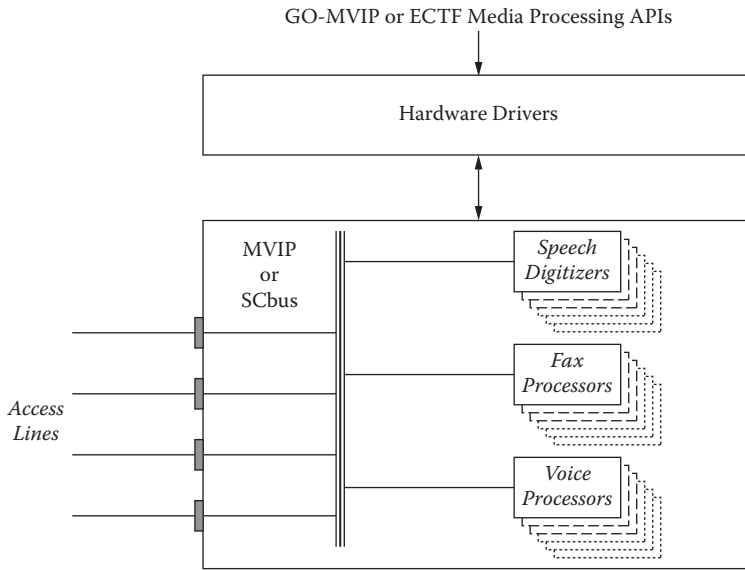 GO-MVIP or ECTF Media Processing APIs
Hardware Drivers
MVIP
or
SCbus
Speech
Digitizers
Fax
Processors
Access
Lines
Voice
Processors